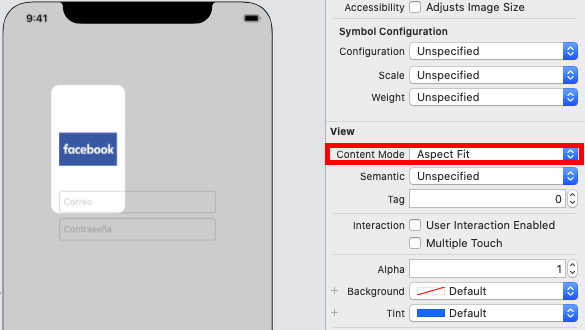 9:41
facebook
Correo
Contraseña
Accessibility Adjusts Image Size
Symbol Configuration
Configuration Unspecified
Scale Unspecified
Weight Unspecified
View
Content Mode Aspect Fit
Semantic Unspecified
Tag 0
Interaction User Interaction Enabled
Multiple Touch
Alpha 1
+ Background Default
+ Tint Default